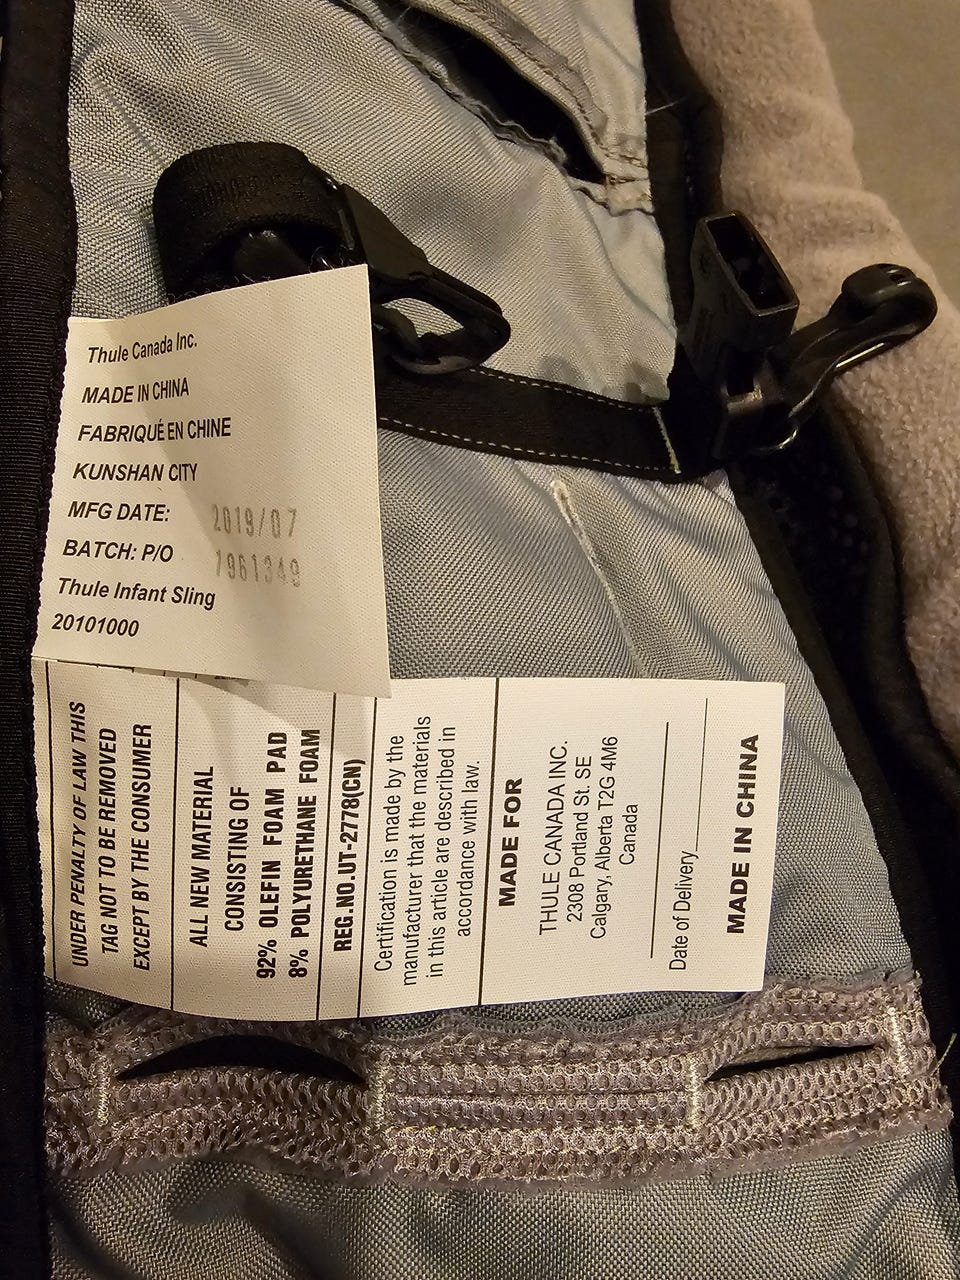 Thule Canada Inc.
MADE IN CHINA
FABRIQUÉ EN CHINE
KUNSHAN CITY
MFG DATE: 2019/07
BATCH: P/O 1961349
Thule Infant Sling
20101000
UNDER PENALTY OF LAW THIS
TAG NOT TO BE REMOVED
EXCEPT BY THE CONSUMER
ALL NEW MATERIAL
CONSISTING OF
92% OLEFIN FOAM PAD
8% POLYURETHANE FOAM
REG.NO.UT-2778(CN)
Certification is made by the
manufacturer that the materials
in this article are described in
accordance with law.
MADE FOR
THULE CANADA INC.
2308 Portland St. SE
Calgary, Alberta T2G 4M6
Canada
Date of Delivery
MADE IN CHINA